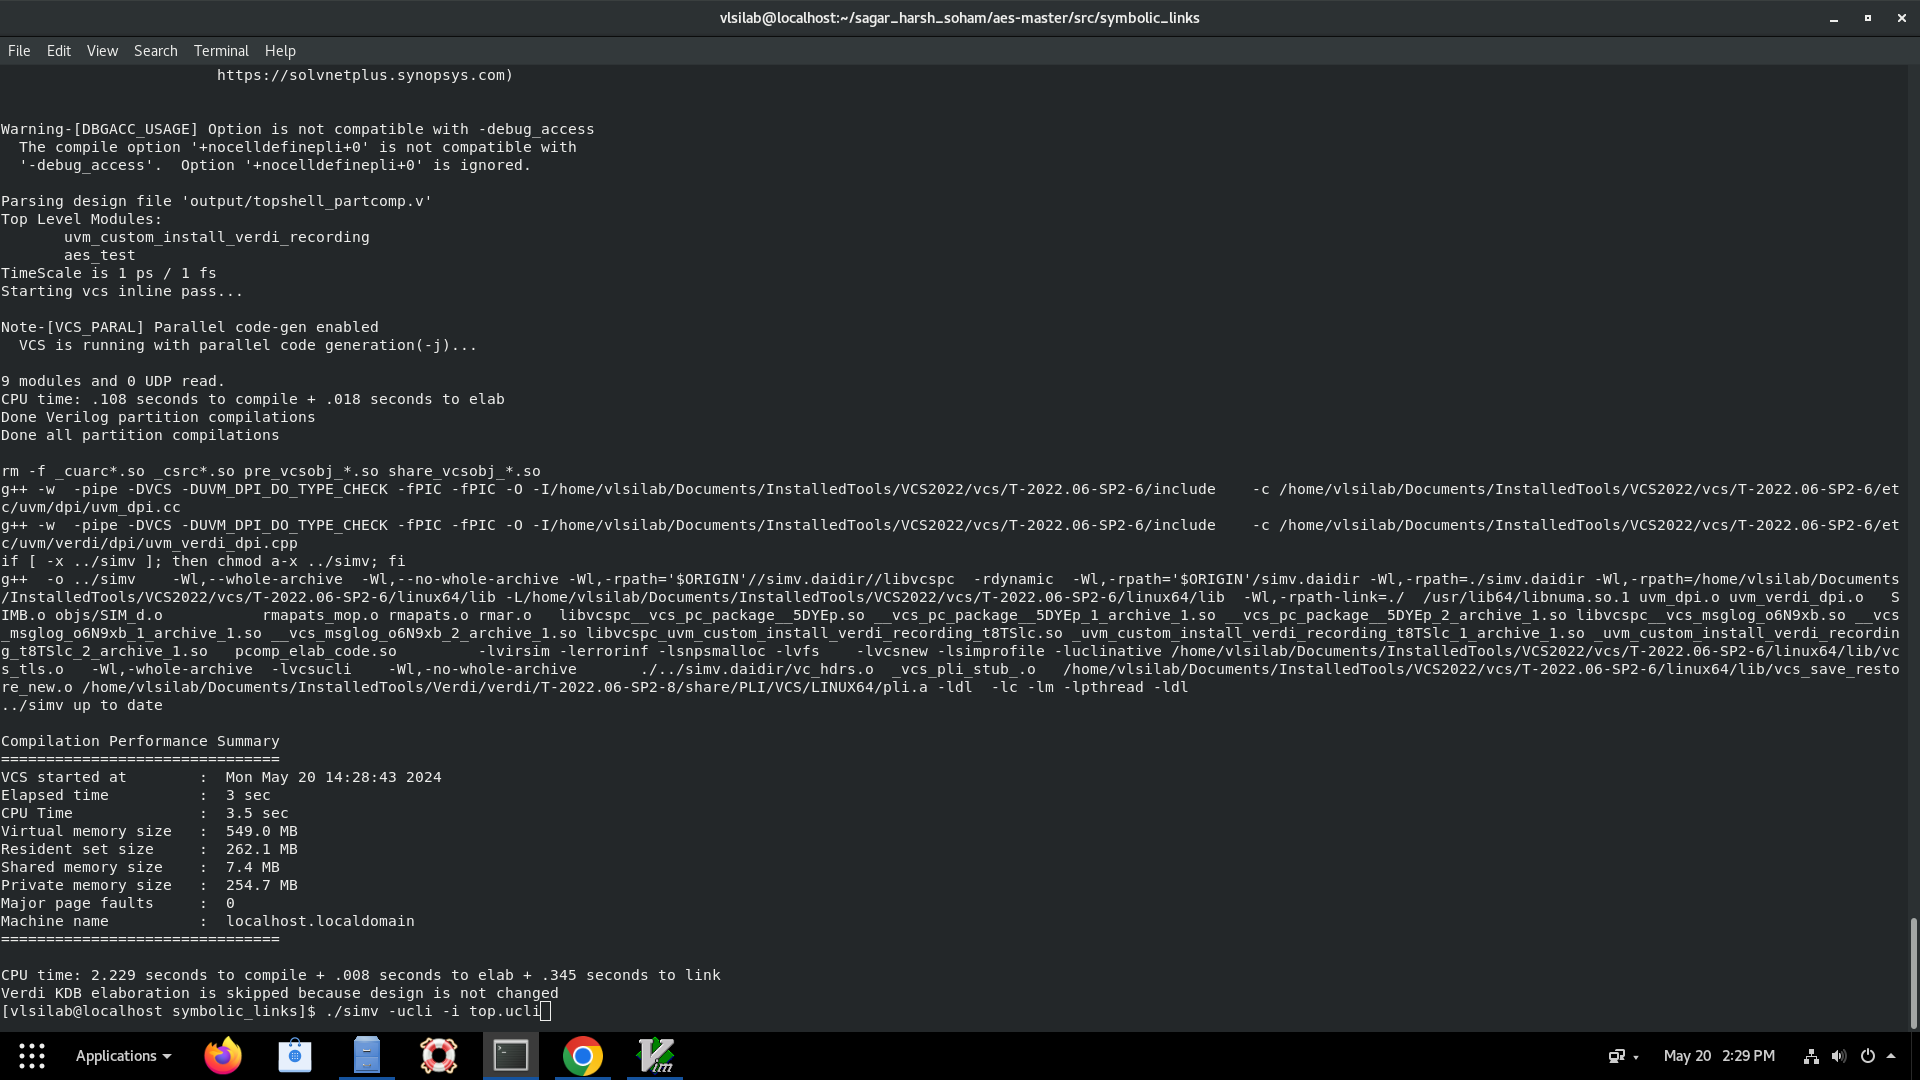 vlsilab@localhost:~/sagar_harsh_soham/aes-master/src/symbolic_links
File Edit View Search Terminal Help
https://solvnetplus.synopsys.com)
Warning-[DBGACC_USAGE] Option is not compatible with -debug_access
The compile option '+nocelldefinepli+0' is not compatible with
'-debug_access'.  Option '+nocelldefinepli+0' is ignored.
Parsing design file 'output/topshell_partcomp.v'
Top Level Modules:
uvm_custom_install_verdi_recording
aes_test
TimeScale is 1 ps / 1 fs
Starting vcs inline pass...
Note-[VCS_PARAL] Parallel code-gen enabled
VCS is running with parallel code generation(-j)...
9 modules and 0 UDP read.
CPU time: .108 seconds to compile + .018 seconds to elab
Done Verilog partition compilations
Done all partition compilations
rm -f _cuarc*.so _csrc*.so pre_vcsobj_*.so share_vcsobj_*.so
g++ -w  -pipe -DVCS -DUVM_DPI_DO_TYPE_CHECK -fPIC -fPIC -O -I/home/vlsilab/Documents/InstalledTools/VCS2022/vcs/T-2022.06-SP2-6/include    -c /home/vlsilab/Documents/InstalledTools/VCS2022/vcs/T-2022.06-SP2-6/et
c/uvm/dpi/uvm_dpi.cc
g++ -w  -pipe -DVCS -DUVM_DPI_DO_TYPE_CHECK -fPIC -fPIC -O -I/home/vlsilab/Documents/InstalledTools/VCS2022/vcs/T-2022.06-SP2-6/include    -c /home/vlsilab/Documents/InstalledTools/VCS2022/vcs/T-2022.06-SP2-6/et
c/uvm/verdi/dpi/uvm_verdi_dpi.cpp
if [ -x ../simv ]; then chmod a-x ../simv; fi
g++  -o ../simv    -Wl,--whole-archive  -Wl,--no-whole-archive -Wl,-rpath='$ORIGIN'//simv.daidir//libvcspc  -rdynamic  -Wl,-rpath='$ORIGIN'/simv.daidir -Wl,-rpath=./simv.daidir -Wl,-rpath=/home/vlsilab/Documents
/InstalledTools/VCS2022/vcs/T-2022.06-SP2-6/linux64/lib -L/home/vlsilab/Documents/InstalledTools/VCS2022/vcs/T-2022.06-SP2-6/linux64/lib  -Wl,-rpath-link=./  /usr/lib64/libnuma.so.1 uvm_dpi.o uvm_verdi_dpi.o   S
IMB.o objs/SIM_d.o             rmapats_mop.o rmapats.o rmar.o   libvcspc__vcs_pc_package__5DYEp.so __vcs_pc_package__5DYEp_1_archive_1.so __vcs_pc_package__5DYEp_2_archive_1.so libvcspc__vcs_msglog_o6N9xb.so __vcs
_msglog_o6N9xb_1_archive_1.so __vcs_msglog_o6N9xb_2_archive_1.so libvcspc_uvm_custom_install_verdi_recording_t8TSlc.so _uvm_custom_install_verdi_recording_t8TSlc_1_archive_1.so _uvm_custom_install_verdi_recordin
g_t8TSlc_2_archive_1.so   pcomp_elab_code.so         -lvirsim -lerrorinf -lsnpsmalloc -lvfs    -lvcsnew -lsimprofile -luclinative /home/vlsilab/Documents/InstalledTools/VCS2022/vcs/T-2022.06-SP2-6/linux64/lib/vc
s_tls.o   -Wl,-whole-archive  -lvcsucli    -Wl,-no-whole-archive       ./../simv.daidir/vc_hdrs.o  _vcs_pli_stub_.o   /home/vlsilab/Documents/InstalledTools/VCS2022/vcs/T-2022.06-SP2-6/linux64/lib/vcs_save_resto
re_new.o /home/vlsilab/Documents/InstalledTools/Verdi/verdi/T-2022.06-SP2-8/share/PLI/VCS/LINUX64/pli.a -ldl  -lc -lm -lpthread -ldl
../simv up to date
Compilation Performance Summary
===============================
VCS started at        :  Mon May 20 14:28:43 2024
Elapsed time          :  3 sec
CPU Time              :  3.5 sec
Virtual memory size   :  549.0 MB
Resident set size     :  262.1 MB
Shared memory size    :  7.4 MB
Private memory size   :  254.7 MB
Major page faults     :  0
Machine name          :  localhost.localdomain
===============================
CPU time: 2.229 seconds to compile + .008 seconds to elab + .345 seconds to link
Verdi KDB elaboration is skipped because design is not changed
[vlsilab@localhost symbolic_links]$ ./simv -ucli -i top.ucli
Applications May 20 2:29 PM